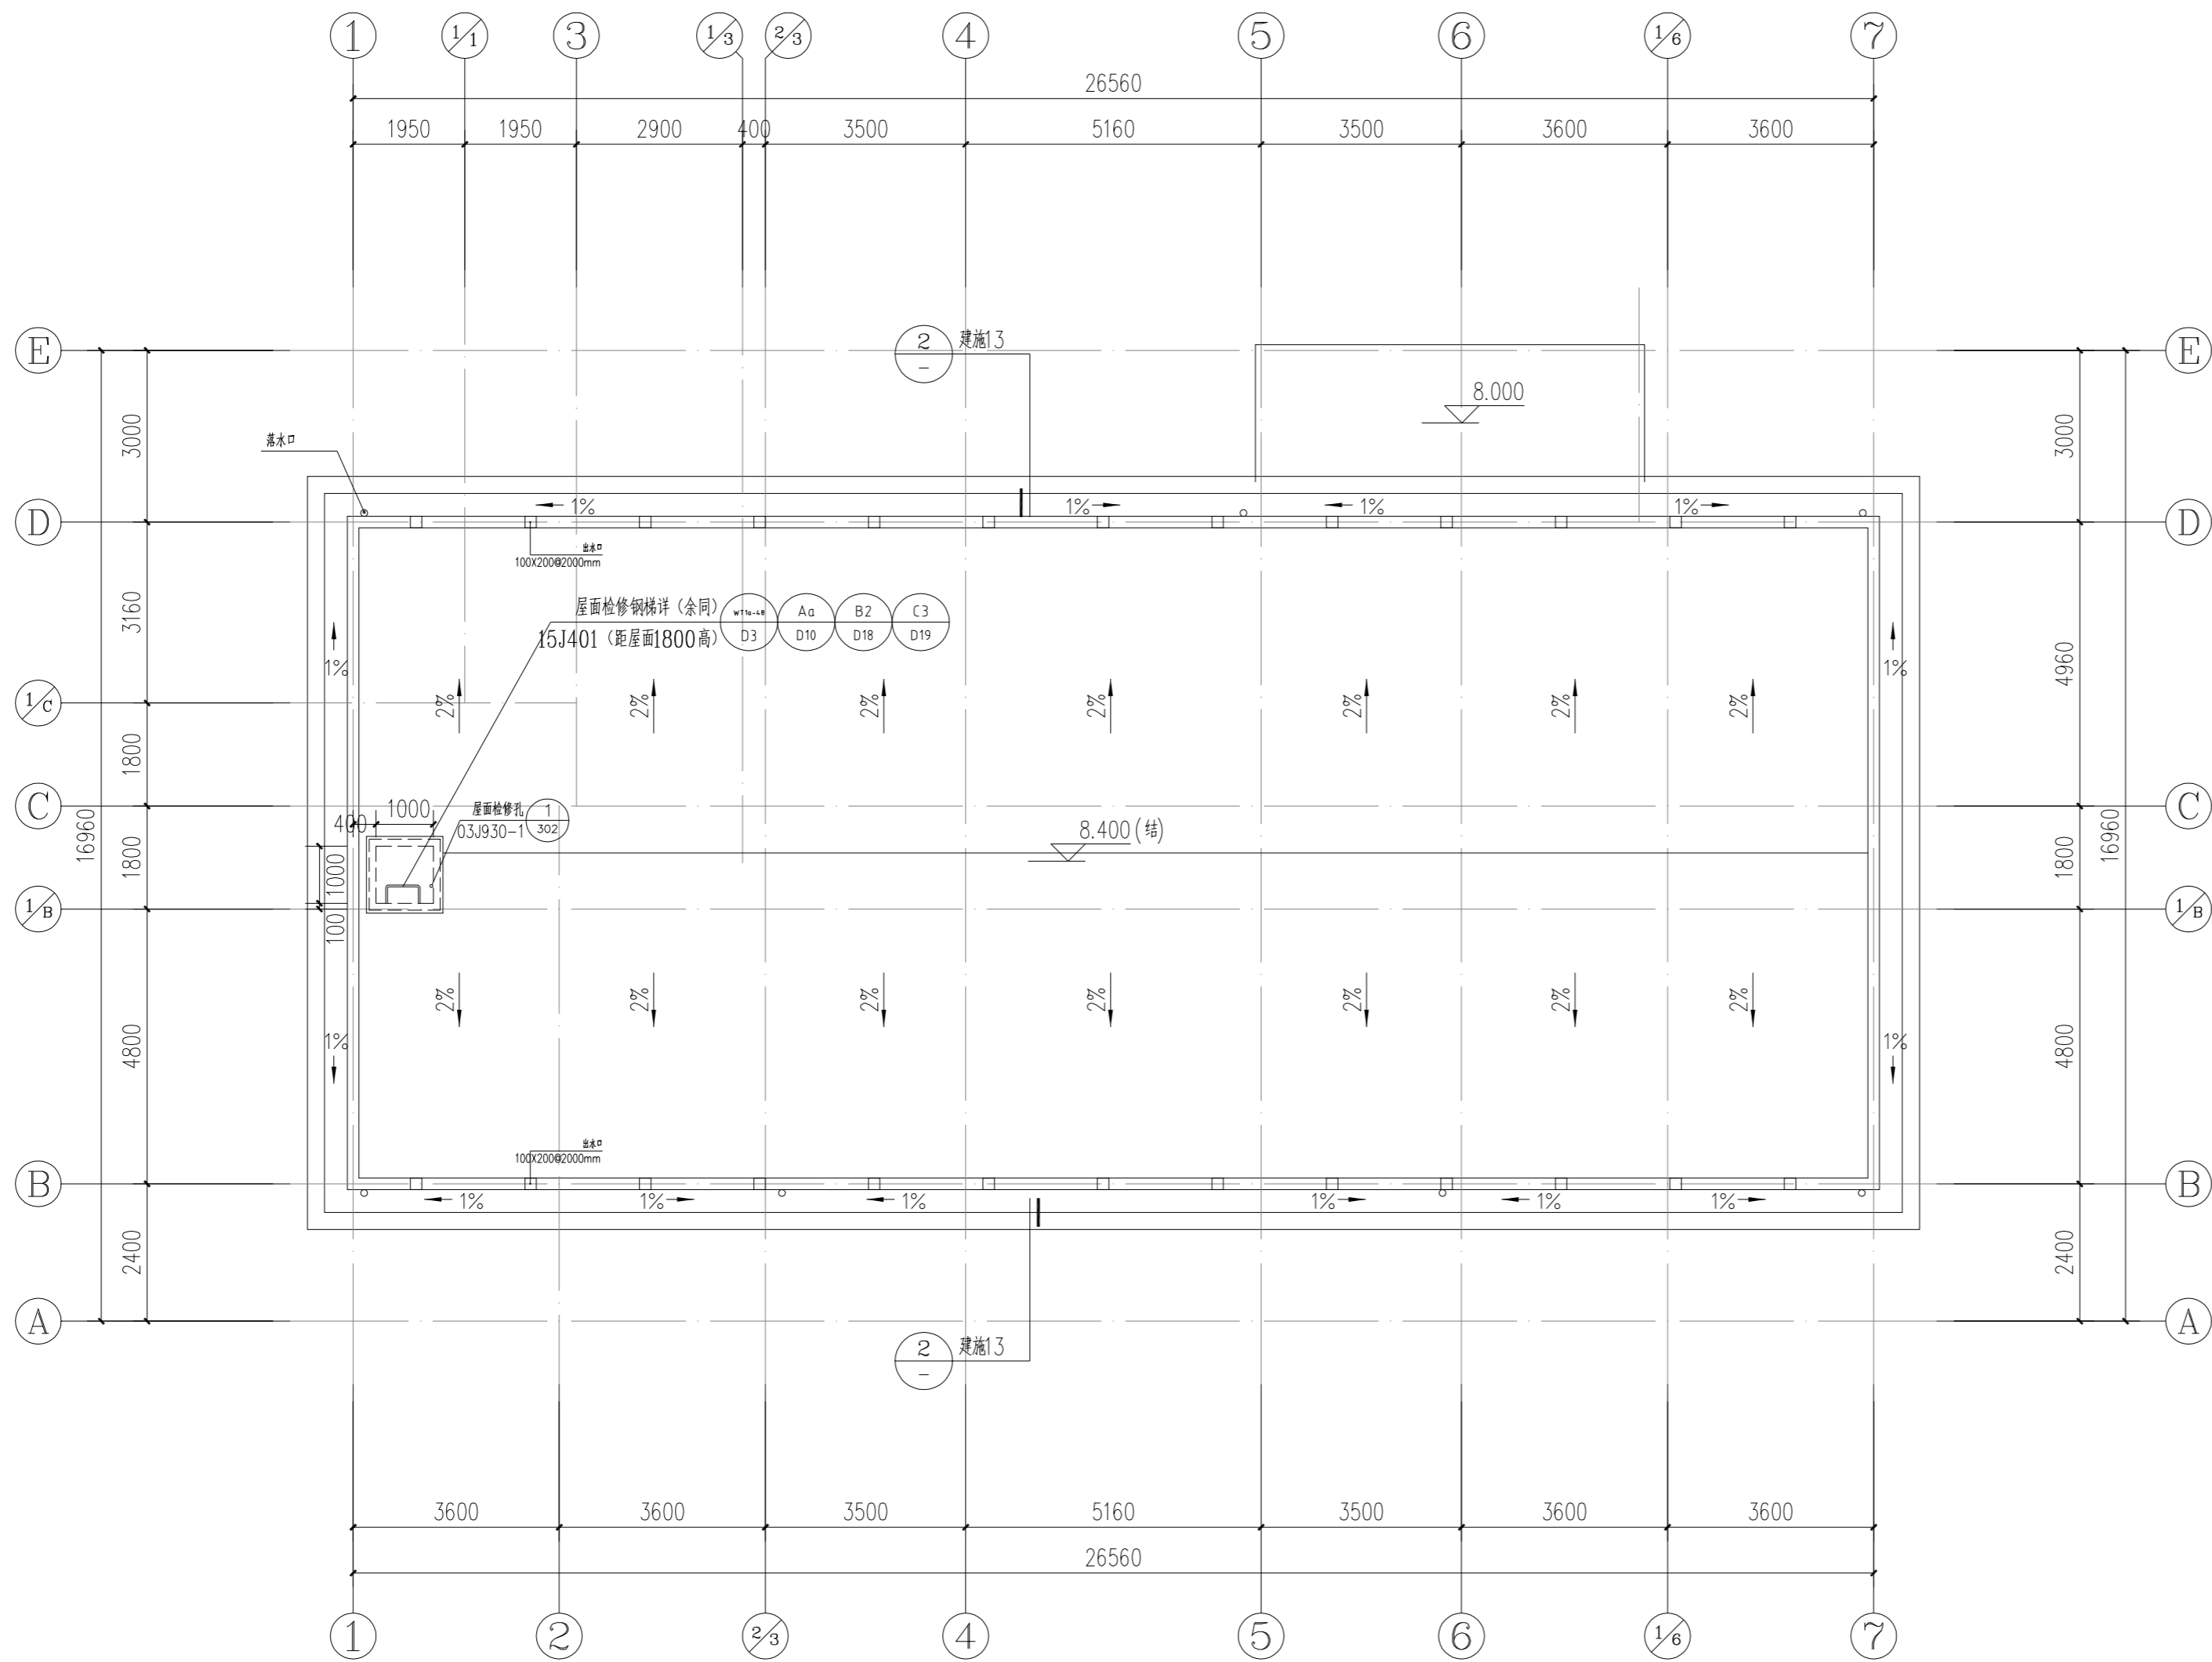 1 1/1 3 1/3 2/3 4 5 6 1/6 7
26560
1950 1950 2900 400 3500 5160 3500 3600 3600
E
2
-
建施13
E
8.000
3000
落水口
3000
1% 1% 1% 1%
D
D
出水口
100X200@2000mm
屋面检修钢梯详（余同）
15J401（距屋面1800高）
WT1a-48
D3
Aa
D10
B2
D18
C3
D19
3160
4960
1%
1%
1/C
2% 2% 2% 2% 2% 2% 2%
1800
C
C
400
1000
屋面检修孔
03J930-1
1
302
8.400(结)
16960
1800
1000
100
1800
16960
1/B
1/B
2% 2% 2% 2% 2% 2% 2%
1%
1%
4800
4800
出水口
100X200@2000mm
B
B
1% 1% 1% 1% 1% 1%
2400
2400
A
A
2
-
建施13
3600 3600 3500 5160 3500 3600 3600
26560
1 2 2/3 4 5 6 1/6 7